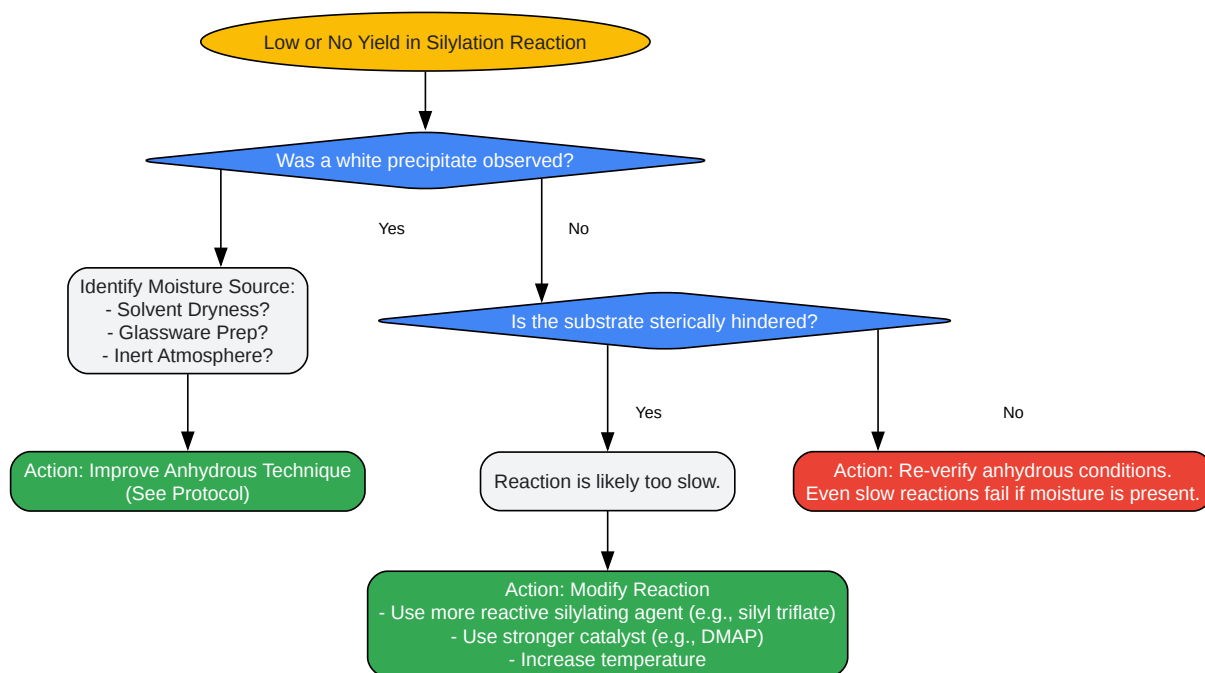 Low or No Yield in Silylation Reaction
Was a white precipitate observed?
Yes
No
Identify Moisture Source:
- Solvent Dryness?
- Glassware Prep?
- Inert Atmosphere?
Is the substrate sterically hindered?
Yes
No
Action: Improve Anhydrous Technique
(See Protocol)
Reaction is likely too slow.
Action: Re-verify anhydrous conditions.
Even slow reactions fail if moisture is present.
Action: Modify Reaction
- Use more reactive silylating agent (e.g., silyl triflate)
- Use stronger catalyst (e.g., DMAP)
- Increase temperature